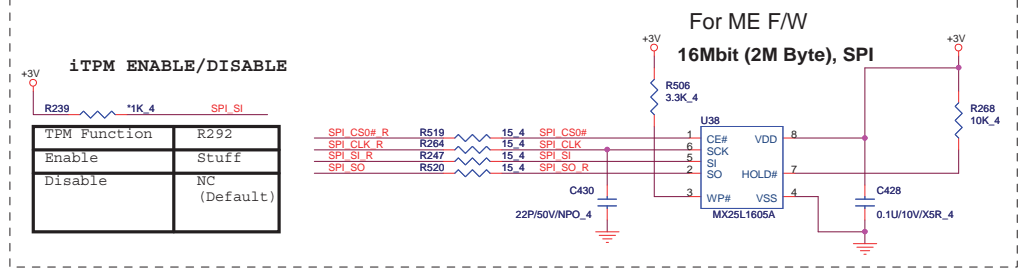 For ME F/W
16Mbit (2M Byte), SPI
iTPM ENABLE/DISABLE
+3V
R239 *1K_4 SPI_SI
TPM Function R292
Enable Stuff
Disable NC
(Default)
+3V
+3V
R506
3.3K_4
R268
10K_4
U38
SPI_CS0#_R R519 15_4 SPI_CS0# 1 CE# VDD 8
SPI_CLK_R R264 15_4 SPI_CLK 6 SCK
SPI_SI_R R247 15_4 SPI_SI 5 SI
SPI_SO R520 15_4 SPI_SO_R 2 SO HOLD# 7
3 WP# VSS 4
MX25L1605A
C430
22P/50V/NPO_4
C428
0.1U/10V/X5R_4